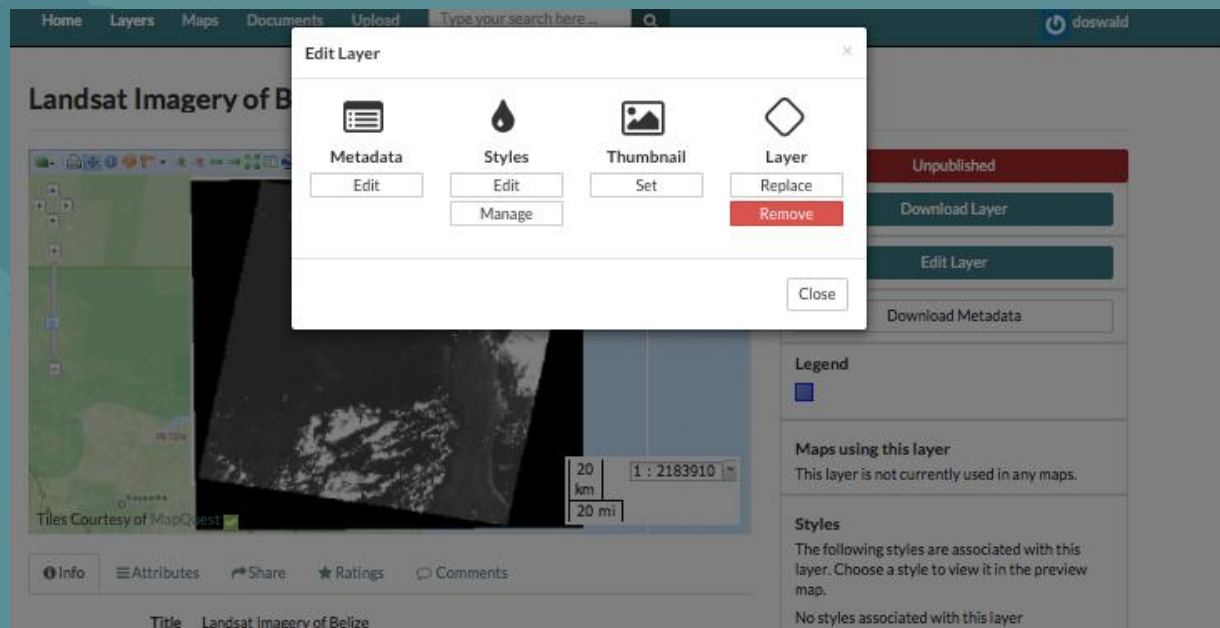 Home Layers Maps Documents Upload Type your search here ... doswald
Edit Layer ×
Landsat Imagery of B
Metadata Styles Thumbnail Layer
Edit Edit Set Replace
Manage Remove
Close
Unpublished
Download Layer
Edit Layer
Download Metadata
Legend
Maps using this layer
This layer is not currently used in any maps.
Styles
The following styles are associated with this
layer. Choose a style to view it in the preview
map.
No styles associated with this layer
PETEN
20
km
20 mi
1 : 2183910
Tiles Courtesy of MapQuest
Info Attributes Share Ratings Comments
Title Landsat Imagery of Belize